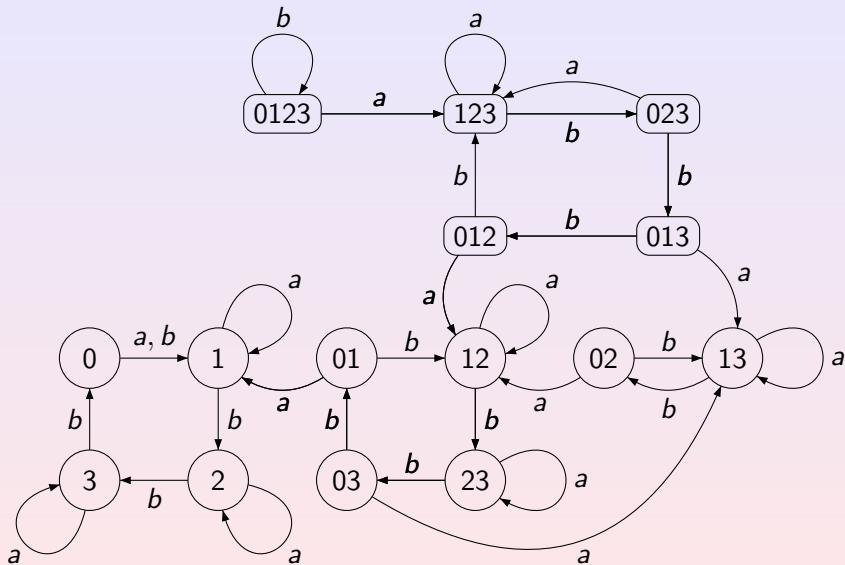 b a a
a
0123 123 023
b
b b
b
012 013
a a
a a
a, b b b
0 1 01 12 02 13
a
a a b
b b b b b
b
3 2 03 23
b a
a a a